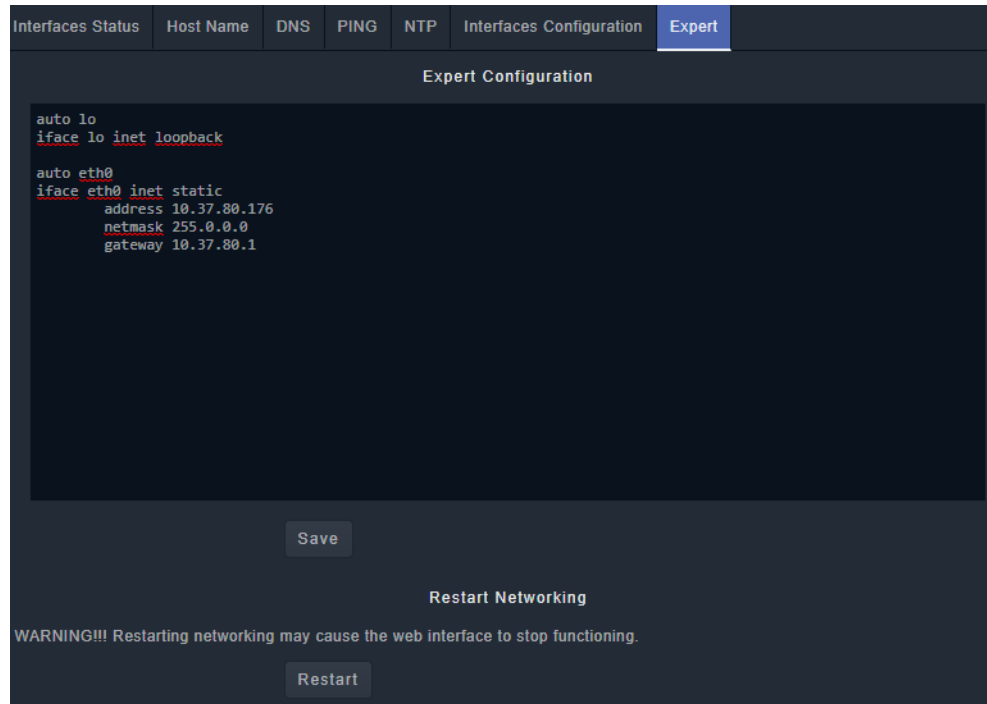 Interfaces Status Host Name DNS PING NTP Interfaces Configuration Expert
Expert Configuration
auto lo
iface lo inet loopback
auto eth0
iface eth0 inet static
address 10.37.80.176
netmask 255.0.0.0
gateway 10.37.80.1
Save
Restart Networking
WARNING!!! Restarting networking may cause the web interface to stop functioning.
Restart